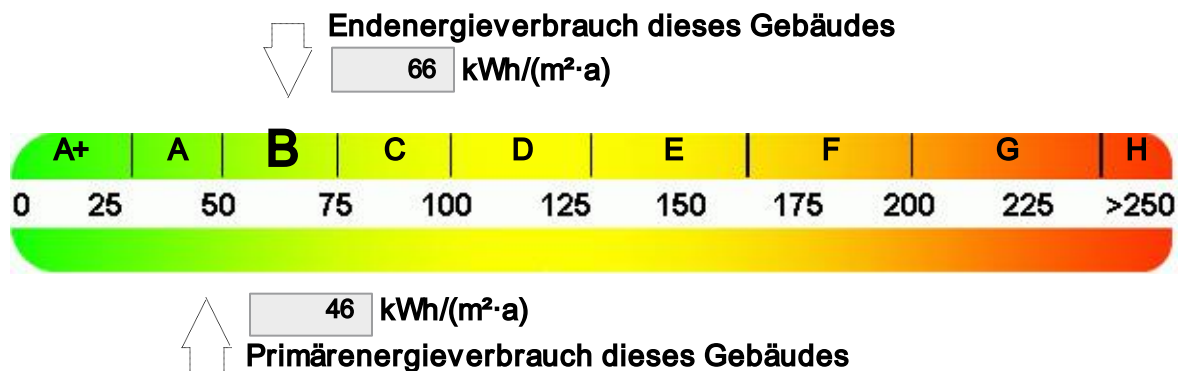 Endenergieverbrauch dieses Gebäudes
66 kWh/(m²·a)
A+ A B C D E F G H
0 25 50 75 100 125 150 175 200 225 >250
46 kWh/(m²·a)
Primärenergieverbrauch dieses Gebäudes